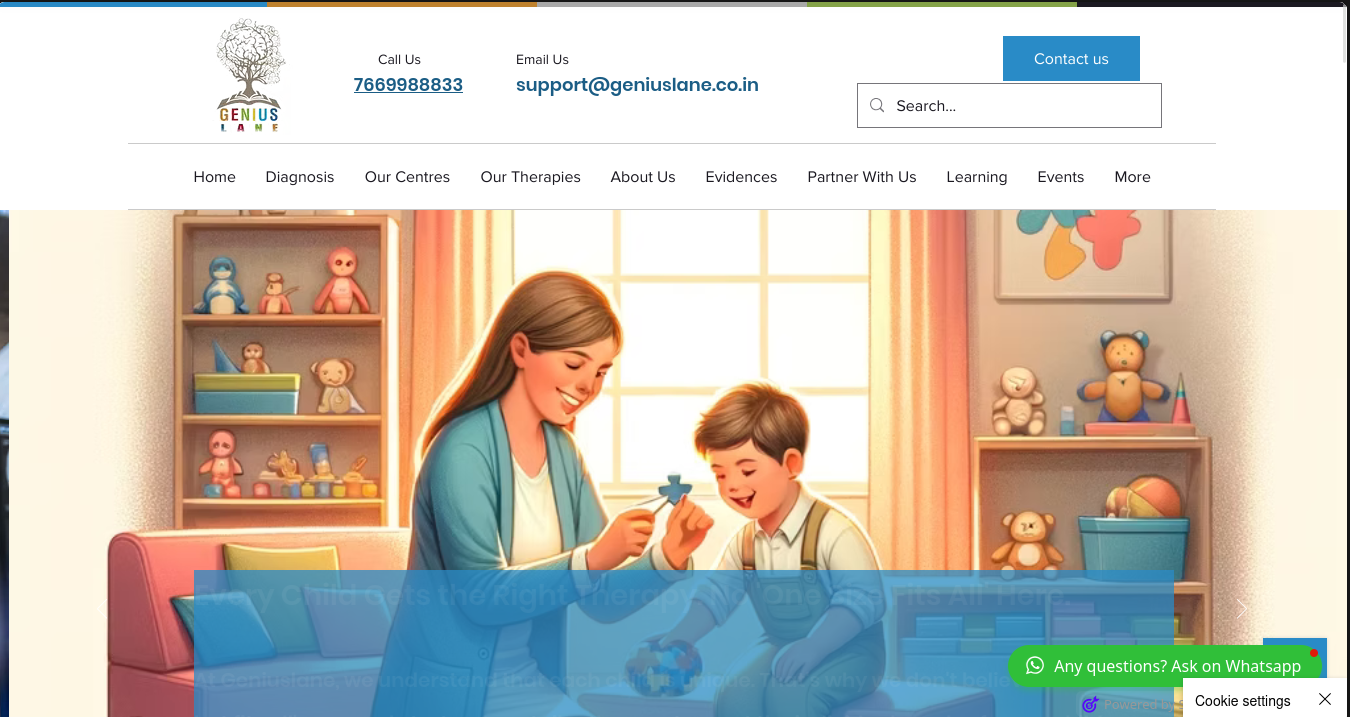 GENIUS
LANE
Call Us
7669988833
Email Us
support@geniuslane.co.in
Contact us
Search...
Home
Diagnosis
Our Centres
Our Therapies
About Us
Evidences
Partner With Us
Learning
Events
More
Every Child Gets the Right Therapy. No One Size Fits All Here.
At Geniuslane, we understand that each child is unique. That's why we don't believe
Any questions? Ask on Whatsapp
Powered by
Cookie settings